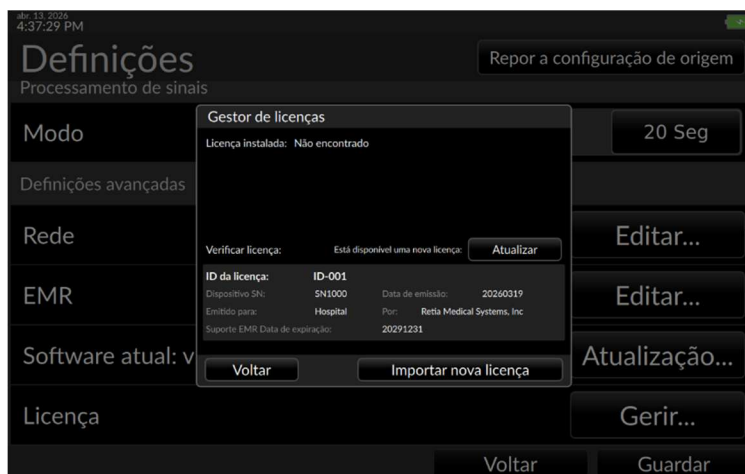 abr. 13, 2026
4:37:29 PM
Definições
Repor a configuração de origem
Processamento de sinais
Modo
20 Seg
Definições avançadas
Rede
Editar...
EMR
Editar...
Software atual: v
Atualização...
Licença
Gerir...
Voltar
Guardar
Gestor de licenças
Licença instalada: Não encontrado
Verificar licença: Está disponível uma nova licença: Atualizar
ID da licença: ID-001
Dispositivo SN: SN1000 Data de emissão: 20260319
Emitido para: Hospital Por: Retia Medical Systems, Inc
Suporte EMR Data de expiração: 20291231
Voltar
Importar nova licença